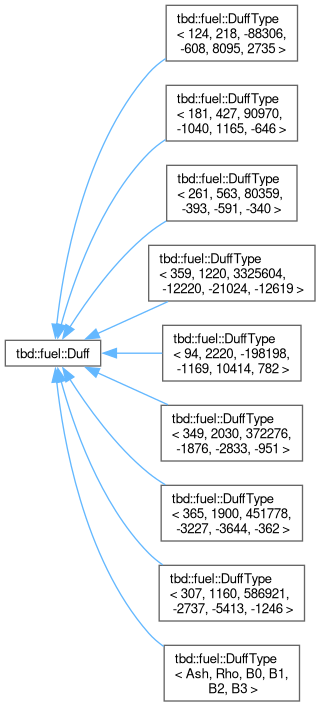 tbd::fuel::DuffType
< 124, 218, -88306,
-608, 8095, 2735 >
tbd::fuel::DuffType
< 181, 427, 90970,
-1040, 1165, -646 >
tbd::fuel::DuffType
< 261, 563, 80359,
-393, -591, -340 >
tbd::fuel::DuffType
< 359, 1220, 3325604,
-12220, -21024, -12619 >
tbd::fuel::Duff
tbd::fuel::DuffType
< 94, 2220, -198198,
-1169, 10414, 782 >
tbd::fuel::DuffType
< 349, 2030, 372276,
-1876, -2833, -951 >
tbd::fuel::DuffType
< 365, 1900, 451778,
-3227, -3644, -362 >
tbd::fuel::DuffType
< 307, 1160, 586921,
-2737, -5413, -1246 >
tbd::fuel::DuffType
< Ash, Rho, B0, B1,
B2, B3 >